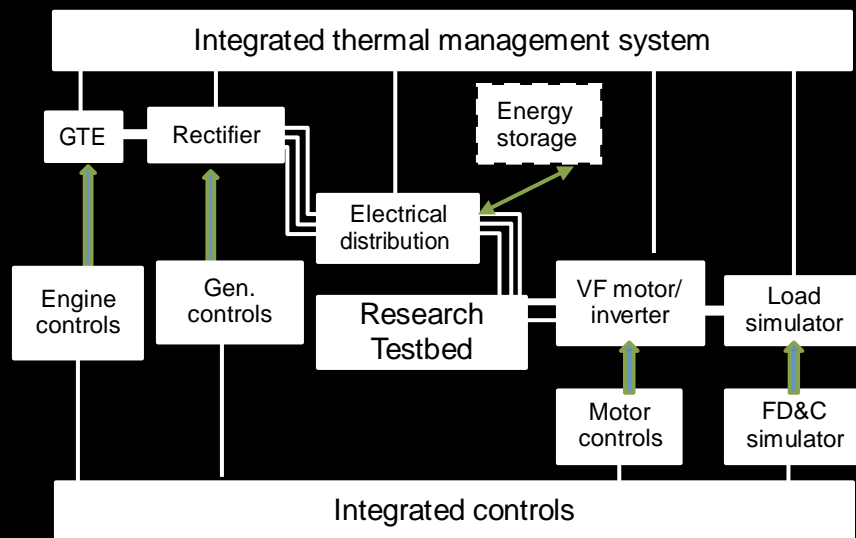 Integrated thermal management system
Energy
storage
GTE
Rectifier
Electrical
distribution
Engine
controls
Gen.
controls
Research
Testbed
VF motor/
inverter
Load
simulator
Motor
controls
FD&C
simulator
Integrated controls